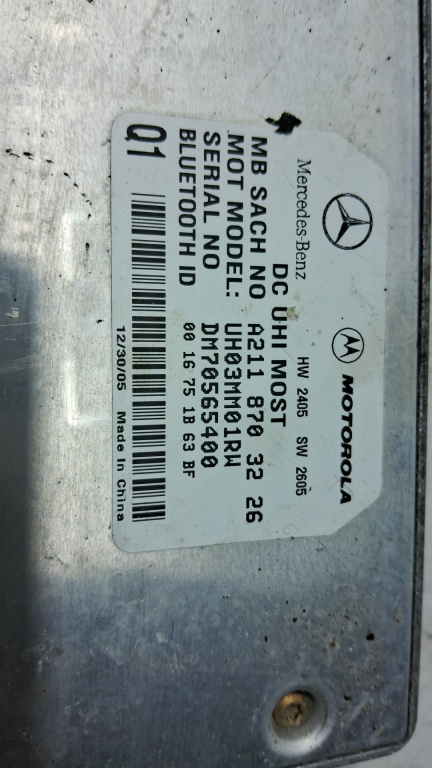 Mercedes-Benz
MOTOROLA
HW 2405 SW 2605
DC UHI MOST
MB SACH NO A211 870 32 26
MOT MODEL: UH03MM01RW
SERIAL NO DM70565400
BLUETOOTH ID 00 16 75 1B 63 BF
Q1
12/30/05 Made In China